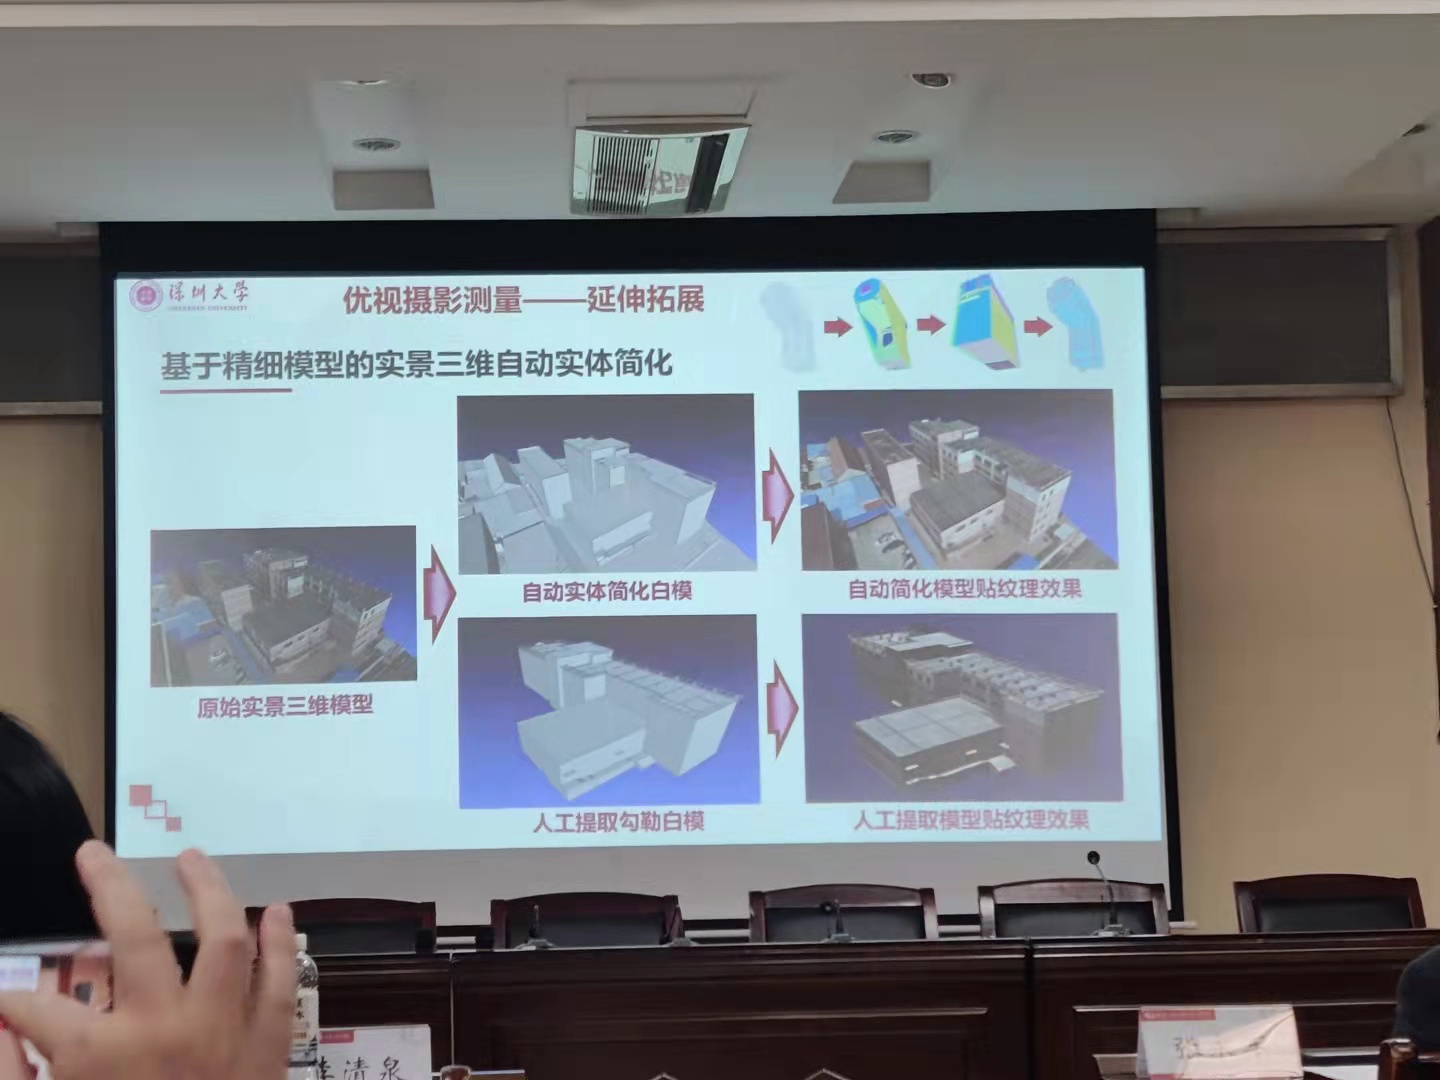 深圳大学
SHENZHEN UNIVERSITY
优视摄影测量——延伸拓展
基于精细模型的实景三维自动实体简化
自动实体简化白模
自动简化模型贴纹理效果
原始实景三维模型
人工提取勾勒白模
人工提取模型贴纹理效果
李清泉
张